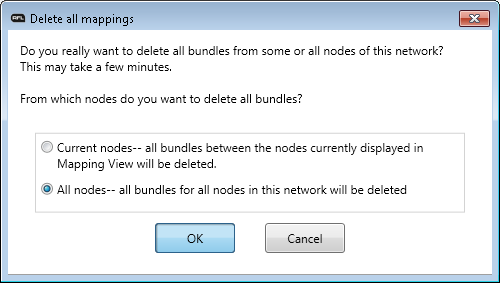 AFL Delete all mappings
Do you really want to delete all bundles from some or all nodes of this network?
This may take a few minutes.
From which nodes do you want to delete all bundles?
Current nodes-- all bundles between the nodes currently displayed in
Mapping View will be deleted.
All nodes-- all bundles for all nodes in this network will be deleted
OK Cancel